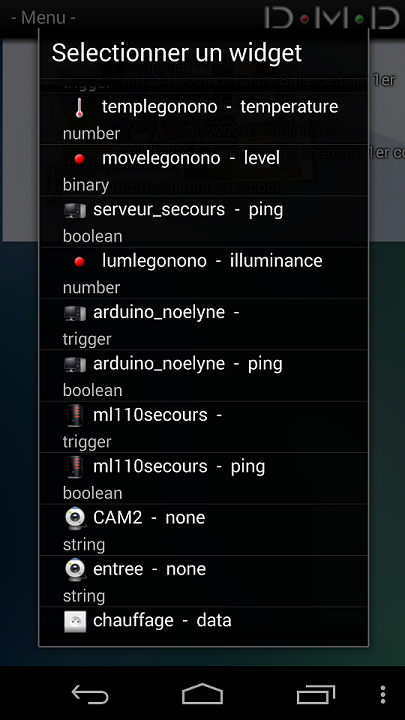 - Menu -
D M D
Selectionner un widget
trigger
templegonono - temperature
number
movelegonono - level
binary
serveur_secours - ping
boolean
lumlegonono - illuminance
number
arduino_noelyne -
trigger
arduino_noelyne - ping
boolean
ml110secours -
trigger
ml110secours - ping
boolean
CAM2 - none
string
entree - none
string
chauffage - data